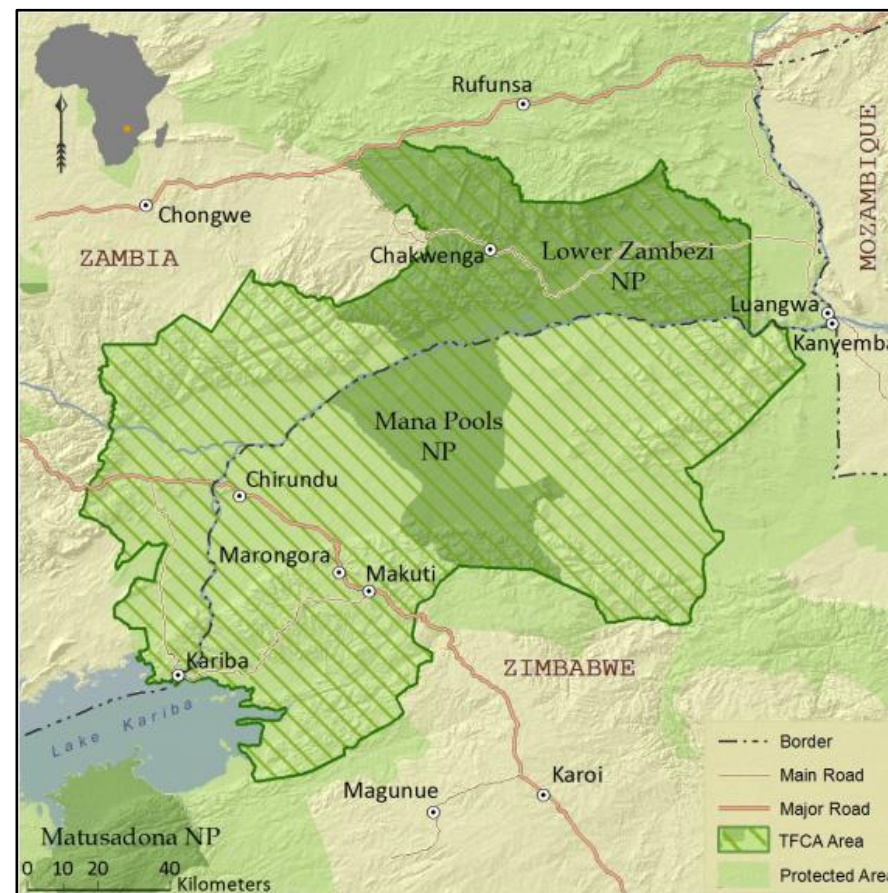 Rufunsa
MOZAMBIQUE
Chongwe
ZAMBIA
Chakwenga
Lower Zambezi
NP
Luangwa
Kanyemba
Mana Pools
NP
Chirundu
Marongora
Makuti
Kariba
ZIMBABWE
Lake Kariba
Magunue
Karoi
Matusadona NP
0 20 40
Kilometers
Border
Main Road
Major Road
TFCA Area
Protected Area